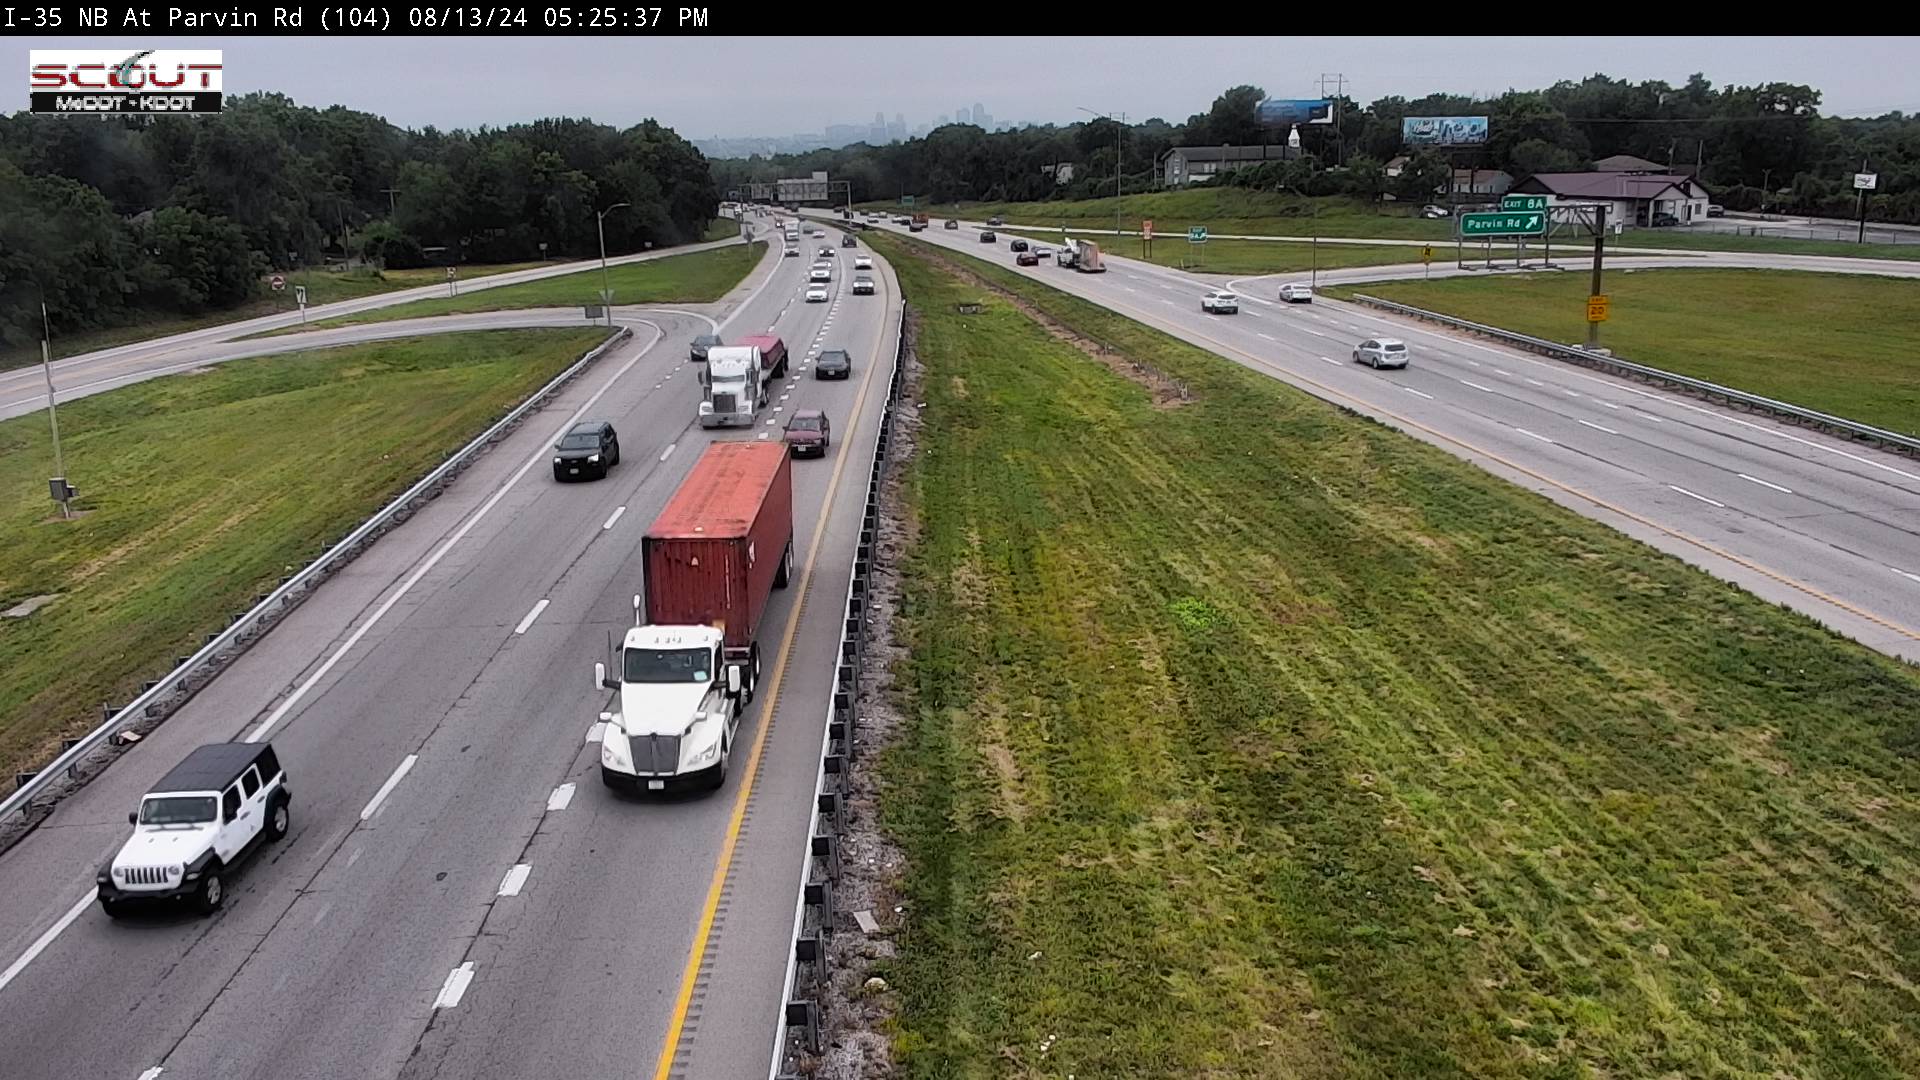 I-35 NB At Parvin Rd (104) 08/13/24 05:25:37 PM
SCOUT
MoDOT - KDOT
EXIT 8A
Parvin Rd
20